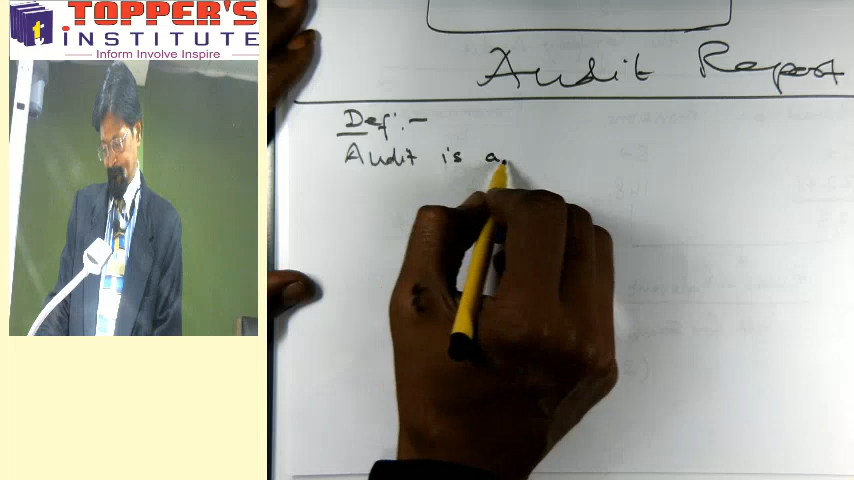 TOPPER'S
t
iNSTITUTE
Inform Involve Inspire
Audit Report
Def:-
Audit is a